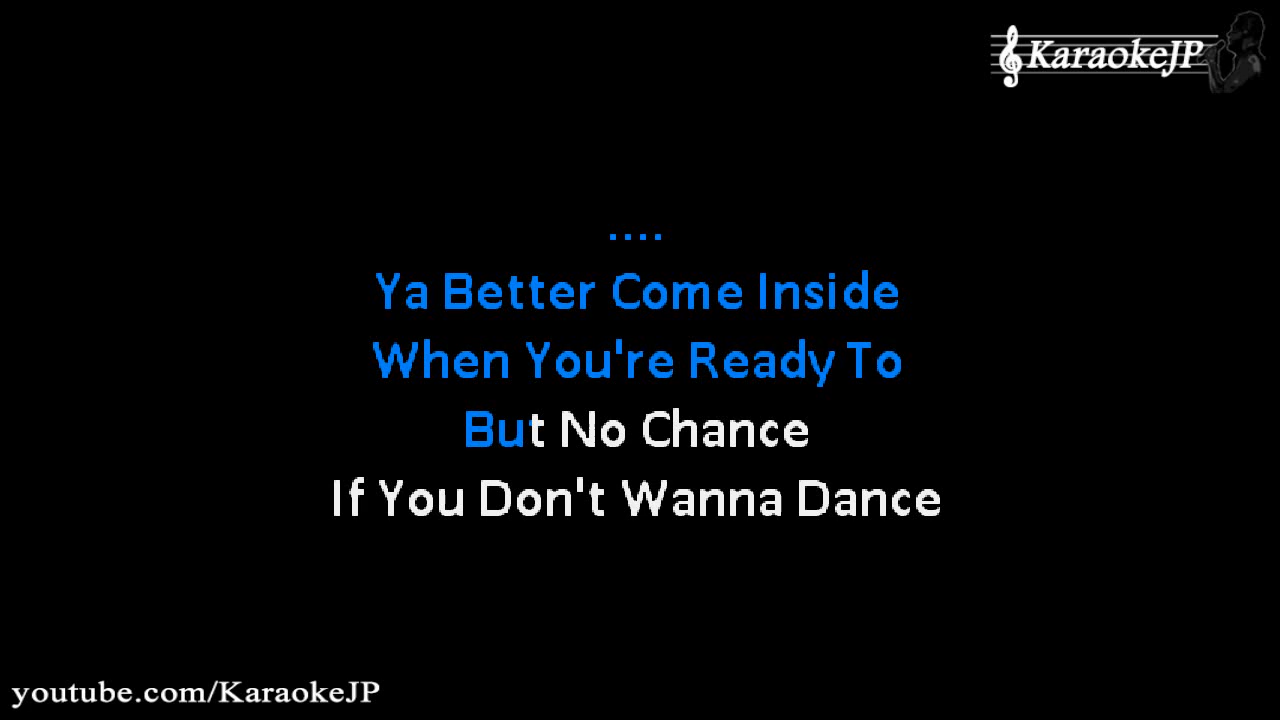 KaraokeJP
....
Ya Better Come Inside
When You're Ready To
But No Chance
If You Don't Wanna Dance
youtube.com/KaraokeJP